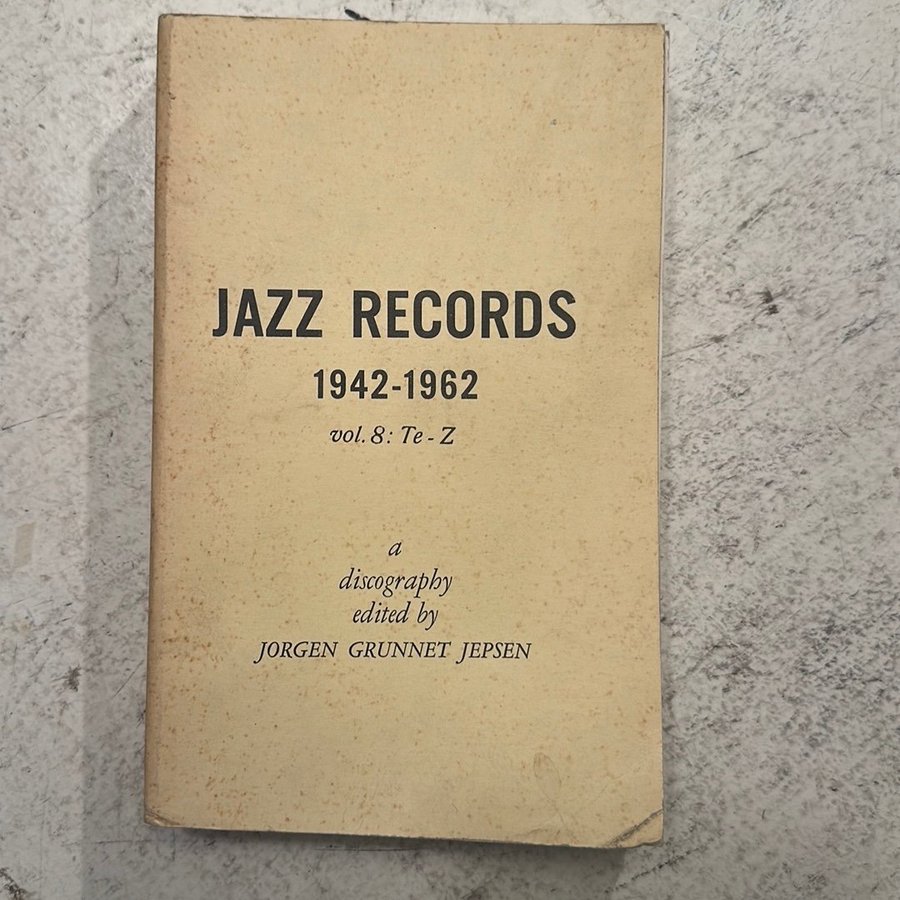 JAZZ RECORDS
1942-1962
vol. 8: Te - Z
a
discography
edited by
JORGEN GRUNNET JEPSEN